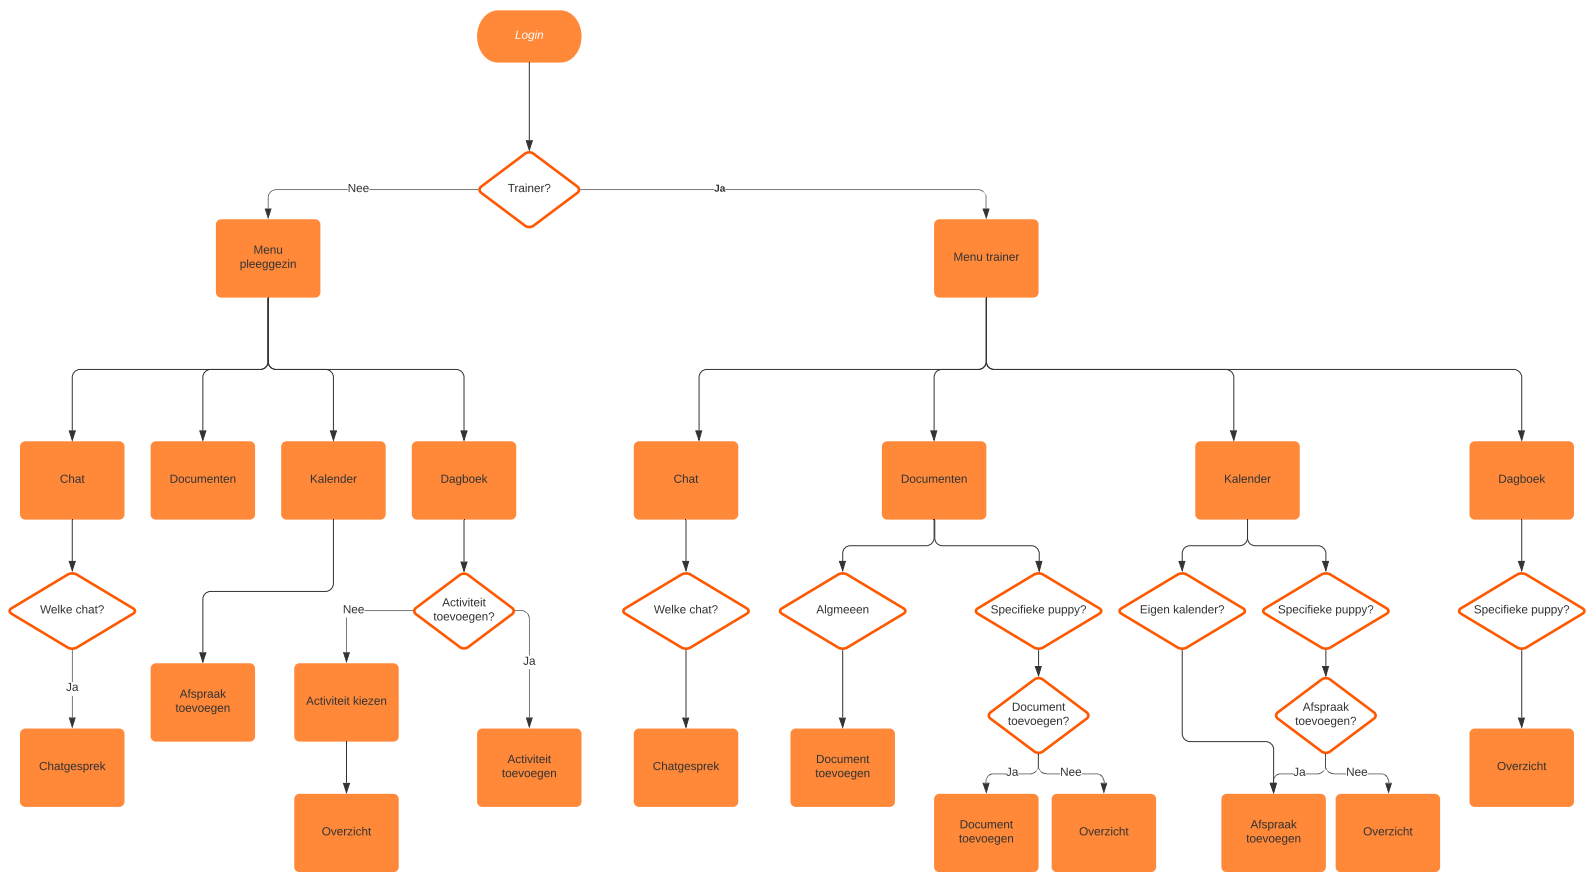 Login
Trainer?
Nee
Ja
Menu
pleeggezin
Menu trainer
Chat
Documenten
Kalender
Dagboek
Chat
Documenten
Kalender
Dagboek
Welke chat?
Activiteit
toevoegen?
Nee
Ja
Welke chat?
Algmeeen
Specifieke puppy?
Eigen kalender?
Specifieke puppy?
Specifieke puppy?
Ja
Afspraak
toevoegen
Activiteit kiezen
Document
toevoegen?
Afspraak
toevoegen?
Chatgesprek
Activiteit
toevoegen
Chatgesprek
Document
toevoegen
Ja
Nee
Ja
Nee
Overzicht
Overzicht
Document
toevoegen
Overzicht
Afspraak
toevoegen
Overzicht